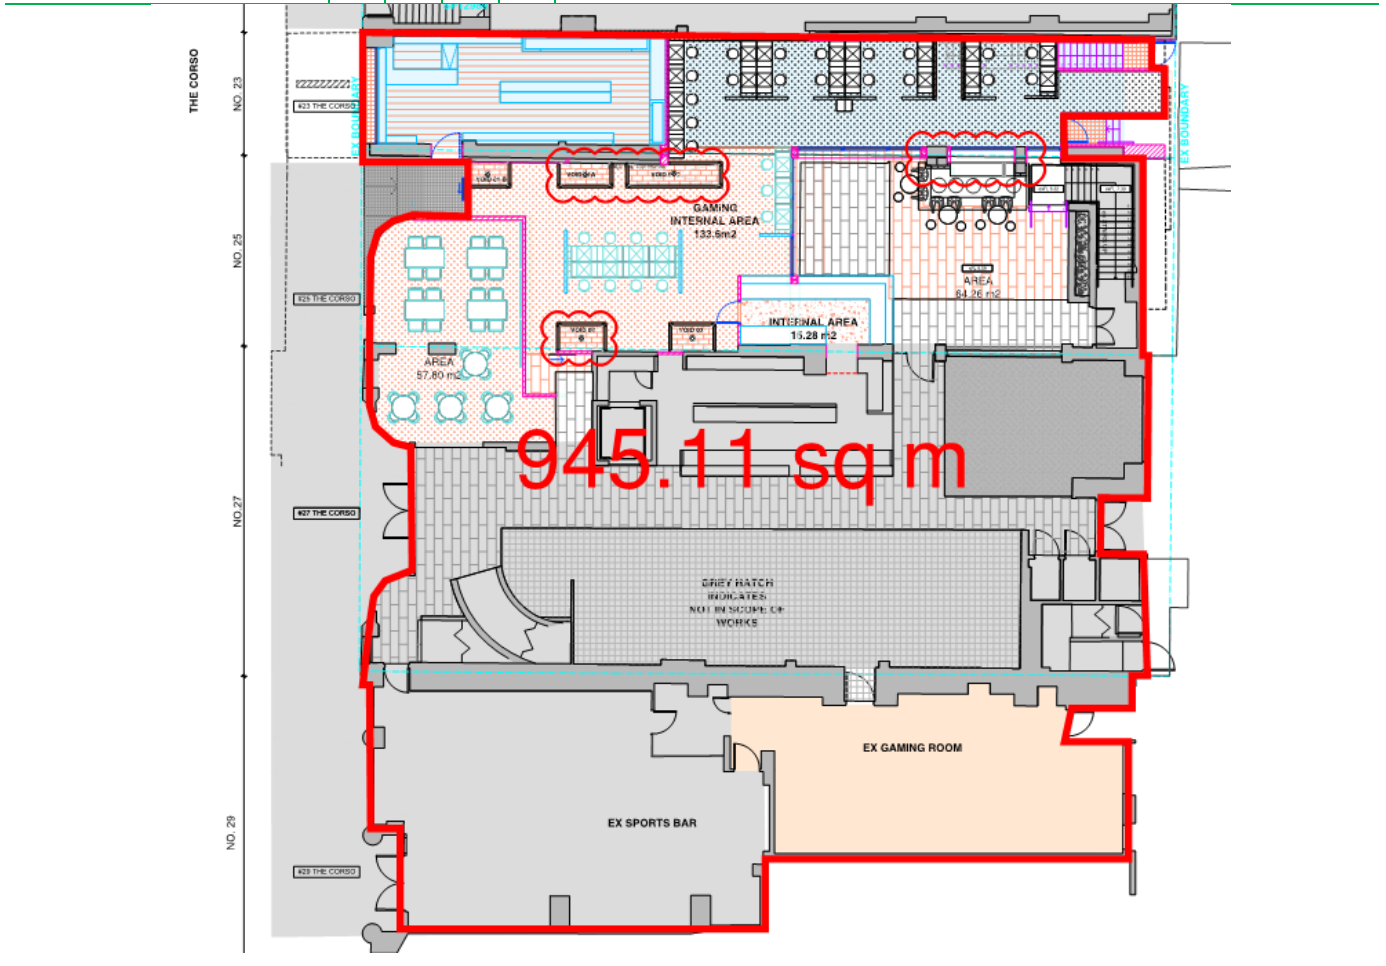 THE CORSO
NO. 23
#23 THE CORSO
EX BOUNDARY
EX BOUNDARY
VOID 01
GAMING
INTERNAL AREA
133.5m2
NO. 25
#25 THE CORSO
AREA
64.26 m2
INTERNAL AREA
15.28 m2
AREA
57.80 m2
945.11 sq m
NO.27
#27 THE CORSO
GREY HATCH
INDICATES
NOT IN SCOPE OF
WORKS
EX GAMING ROOM
EX SPORTS BAR
NO. 29
#29 THE CORSO